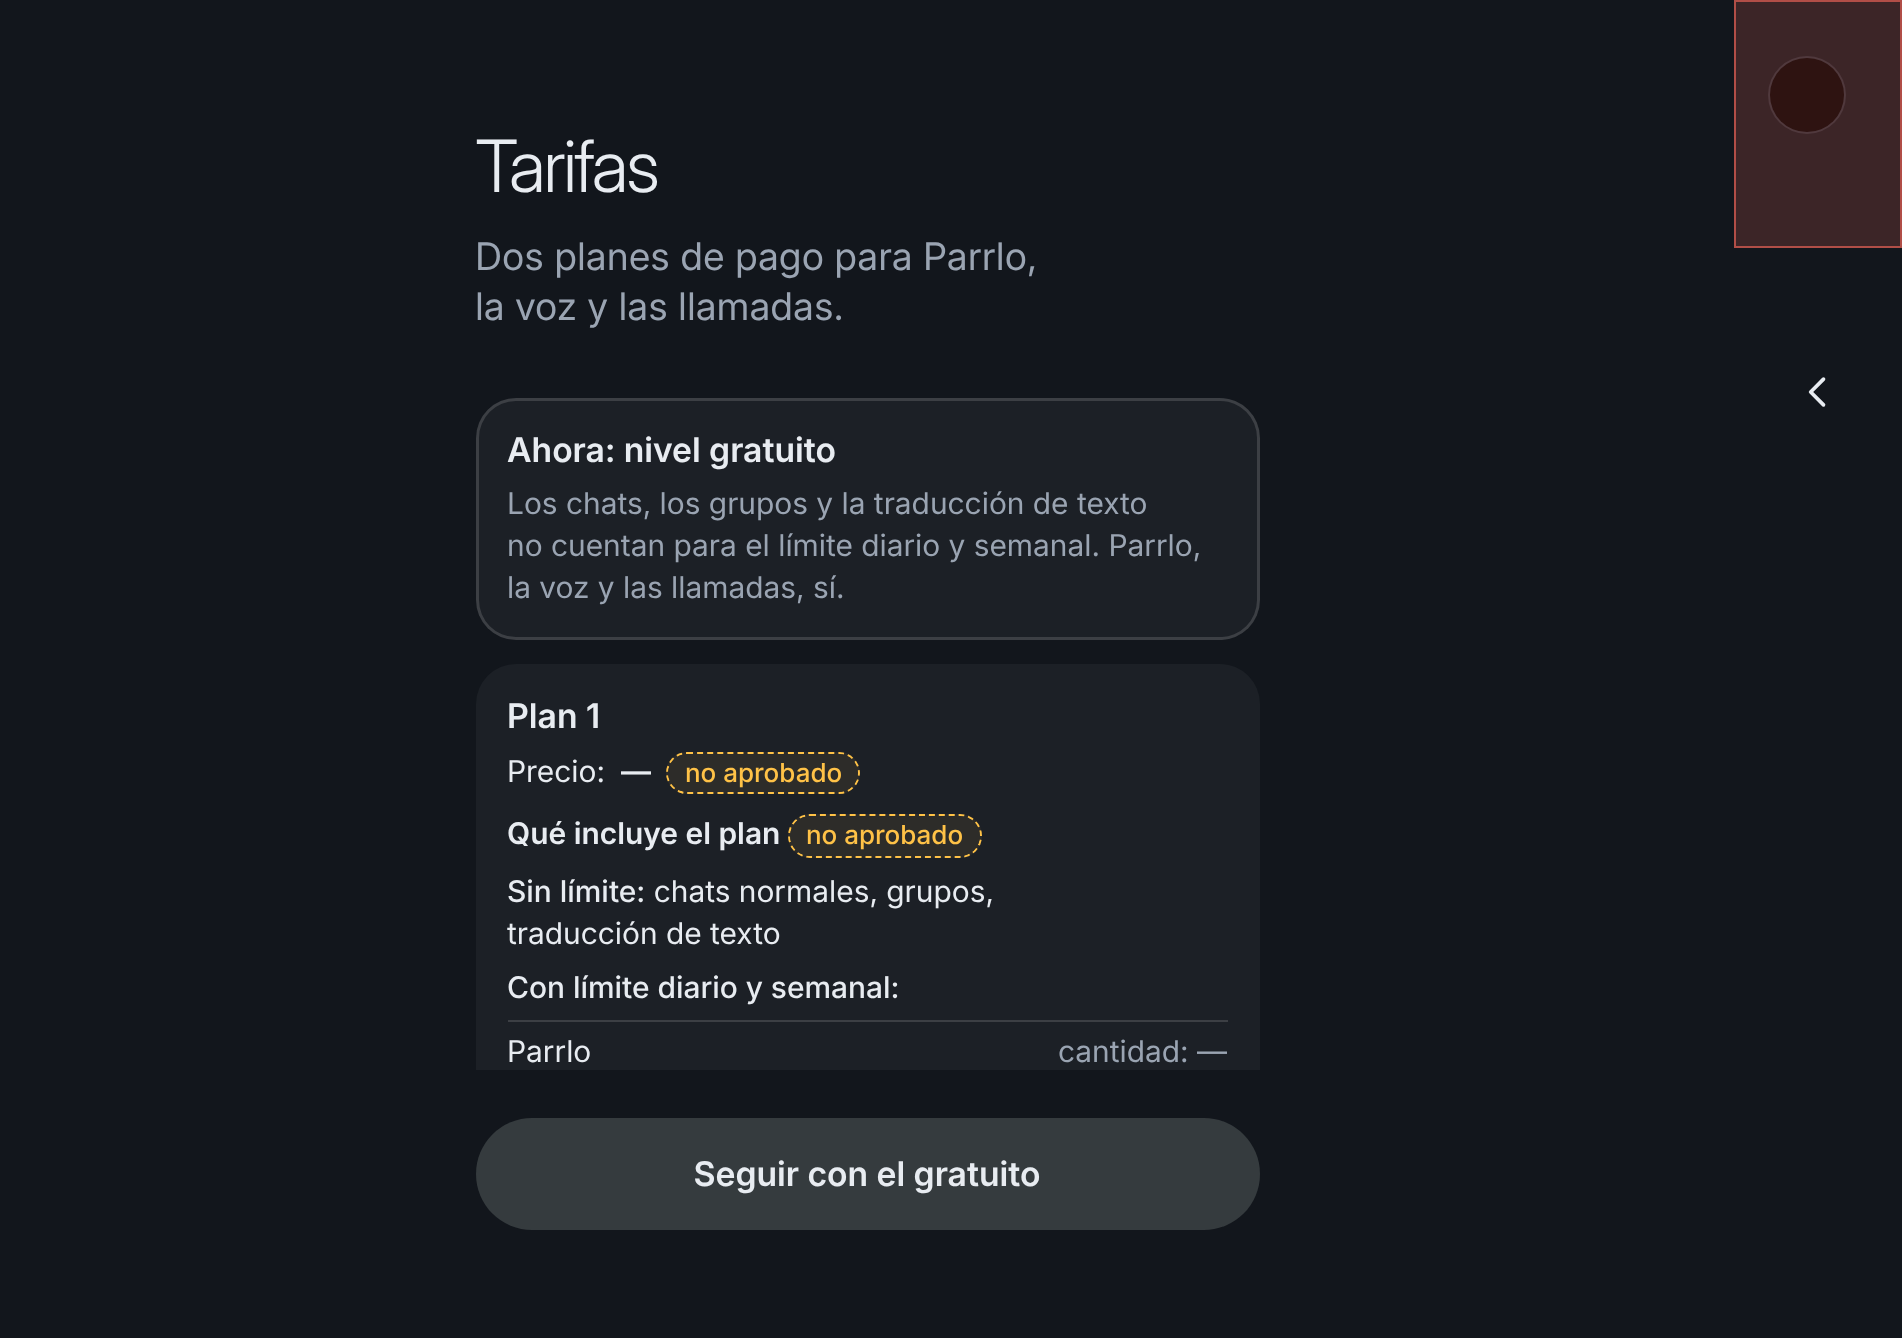 Tarifas
Dos planes de pago para Parrlo,
la voz y las llamadas.
Ahora: nivel gratuito
Los chats, los grupos y la traducción de texto
no cuentan para el límite diario y semanal. Parrlo,
la voz y las llamadas, sí.
Plan 1
Precio: — no aprobado
Qué incluye el plan no aprobado
Sin límite: chats normales, grupos,
traducción de texto
Con límite diario y semanal:
Parrlo cantidad: —
Seguir con el gratuito